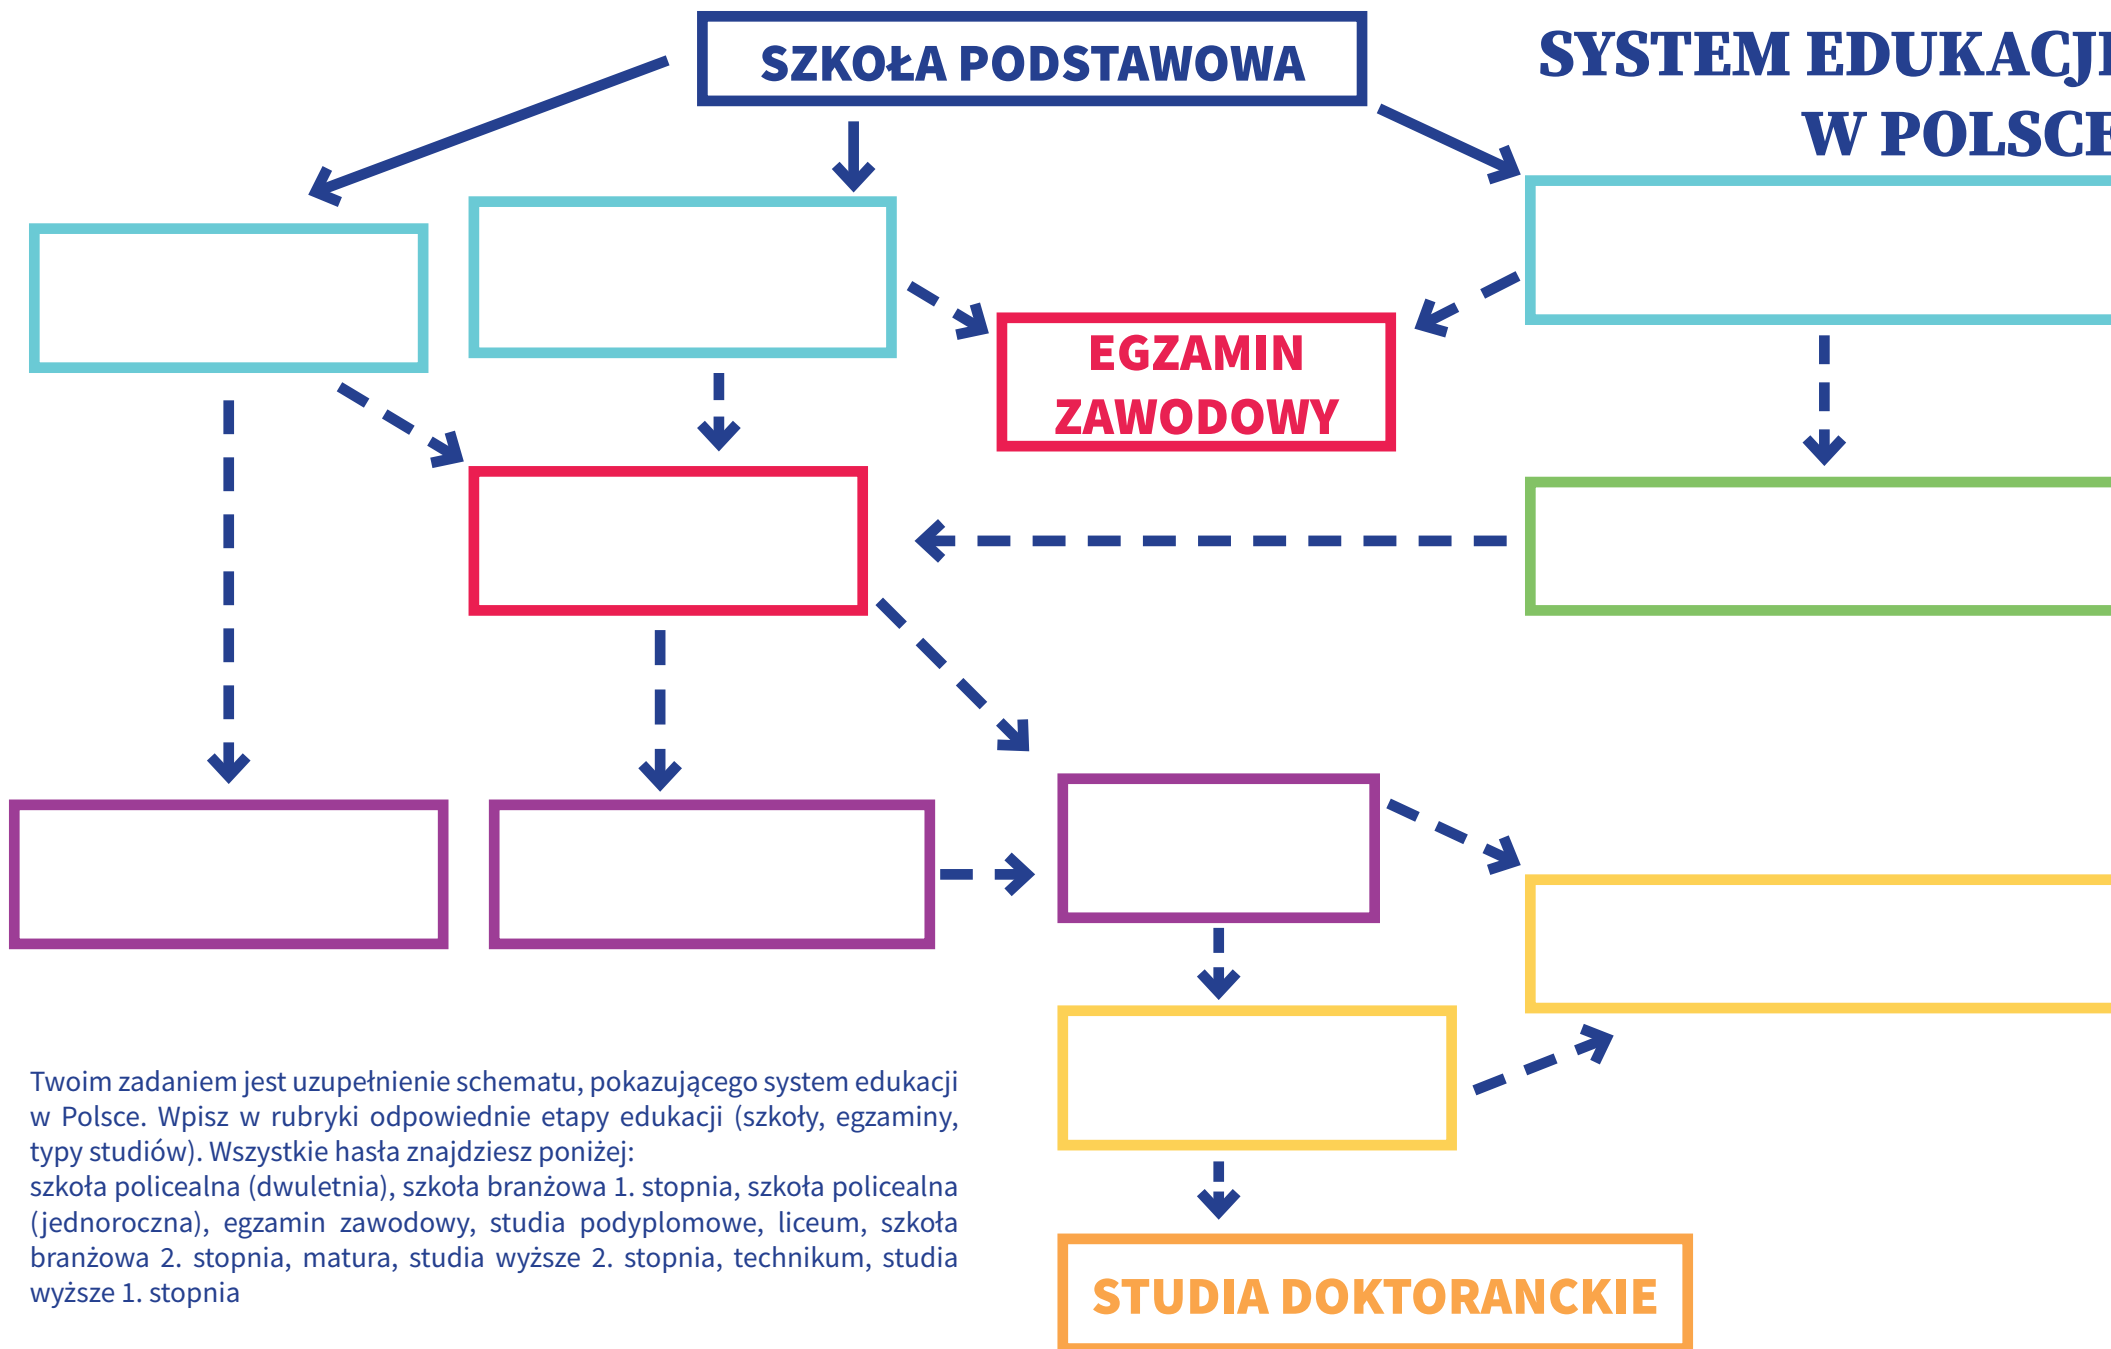 SZKOŁA PODSTAWOWA
SYSTEM EDUKACJI
W POLSCE
EGZAMIN
ZAWODOWY
Twoim zadaniem jest uzupełnienie schematu, pokazującego system edukacji
w Polsce. Wpisz w rubryki odpowiednie etapy edukacji (szkoły, egzaminy,
typy studiów). Wszystkie hasła znajdziesz poniżej:
szkoła policealna (dwuletnia), szkoła branżowa 1. stopnia, szkoła policealna
(jednoroczna), egzamin zawodowy, studia podyplomowe, liceum, szkoła
branżowa 2. stopnia, matura, studia wyższe 2. stopnia, technikum, studia
wyższe 1. stopnia
STUDIA DOKTORANCKIE